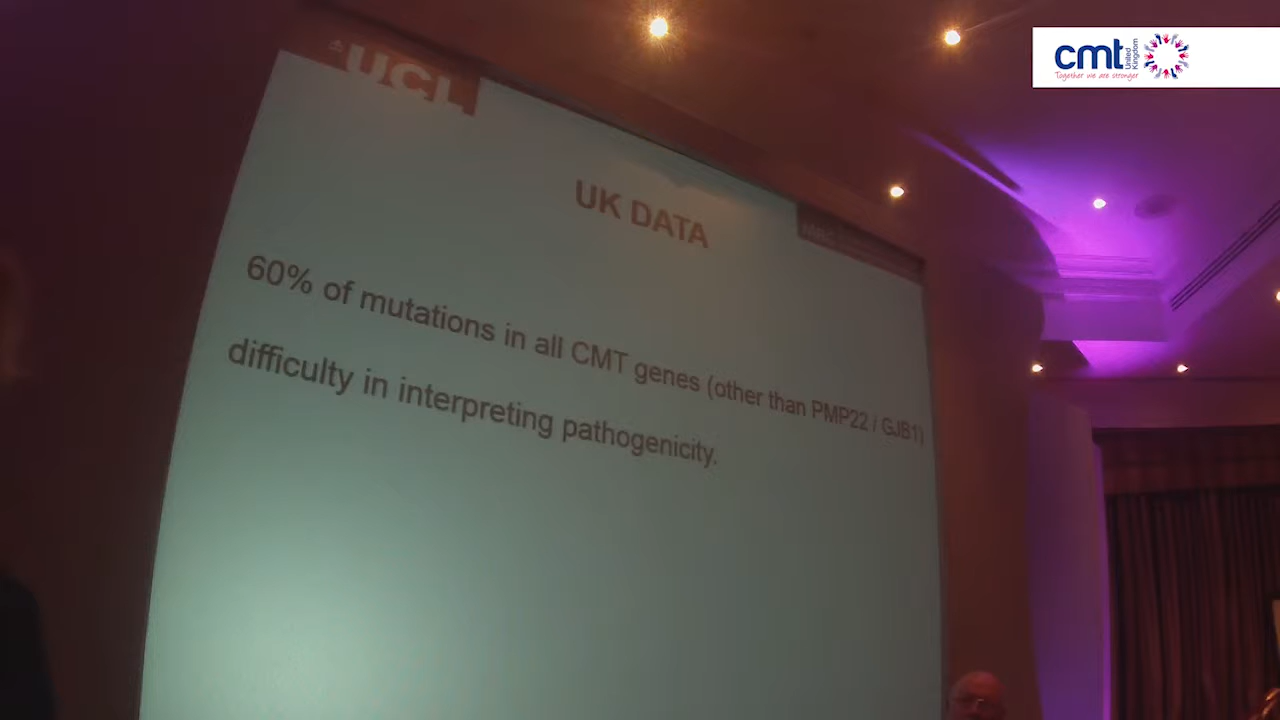 UCL
cmt
United
Kingdom
Together we are stronger
UK DATA
60% of mutations in all CMT genes (other than PMP22 / GJB1)
difficulty in interpreting pathogenicity.